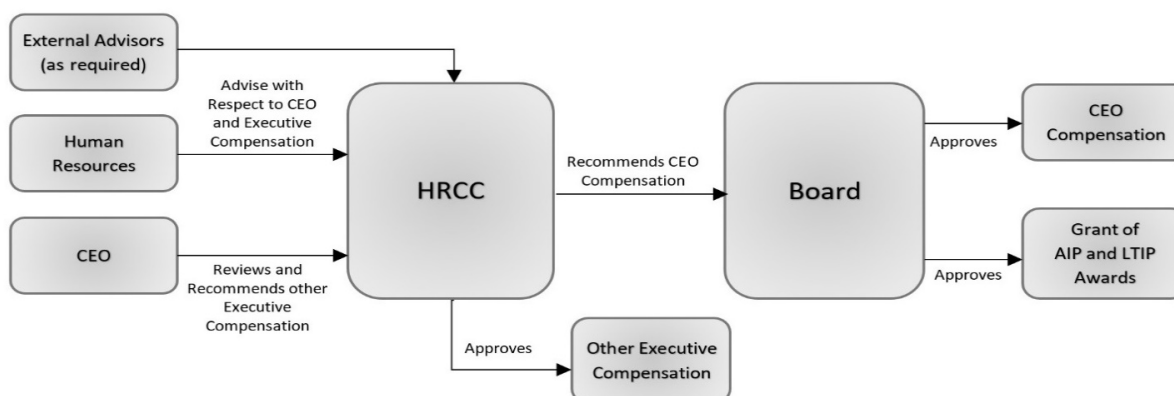 External Advisors
(as required)
Advise with
Respect to CEO
and Executive
Compensation
Human
Resources
CEO
Reviews and
Recommends other
Executive
Compensation
HRCC
Approves
Other Executive
Compensation
Recommends CEO
Compensation
Board
Approves
CEO
Compensation
Approves
Grant of
AIP and LTIP
Awards